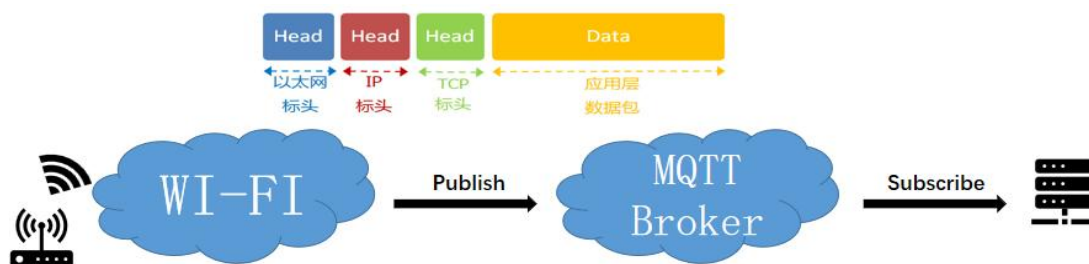 Head Head Head Data
以太网 IP TCP 应用层
标头 标头 标头 数据包
WI-FI
Publish
MQTT
Broker
Subscribe